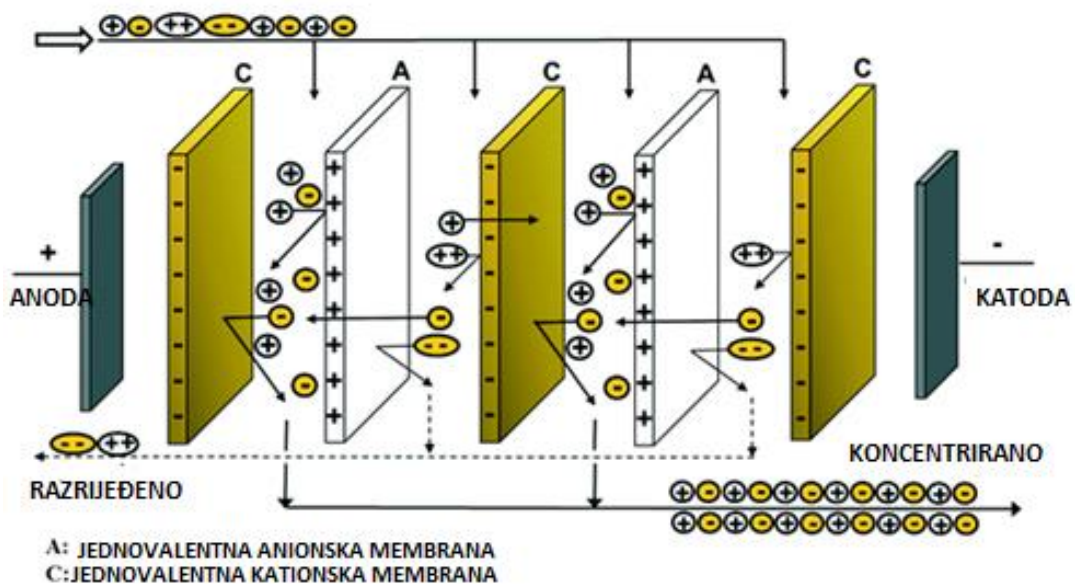 C
A
C
A
C
+
ANODA
-
KATODA
RAZRIJEĐENO
KONCENTRIRANO
A: JEDNOVALENTNA ANIONSKA MEMBRANA
C:JEDNOVALENTNA KATIONSKA MEMBRANA